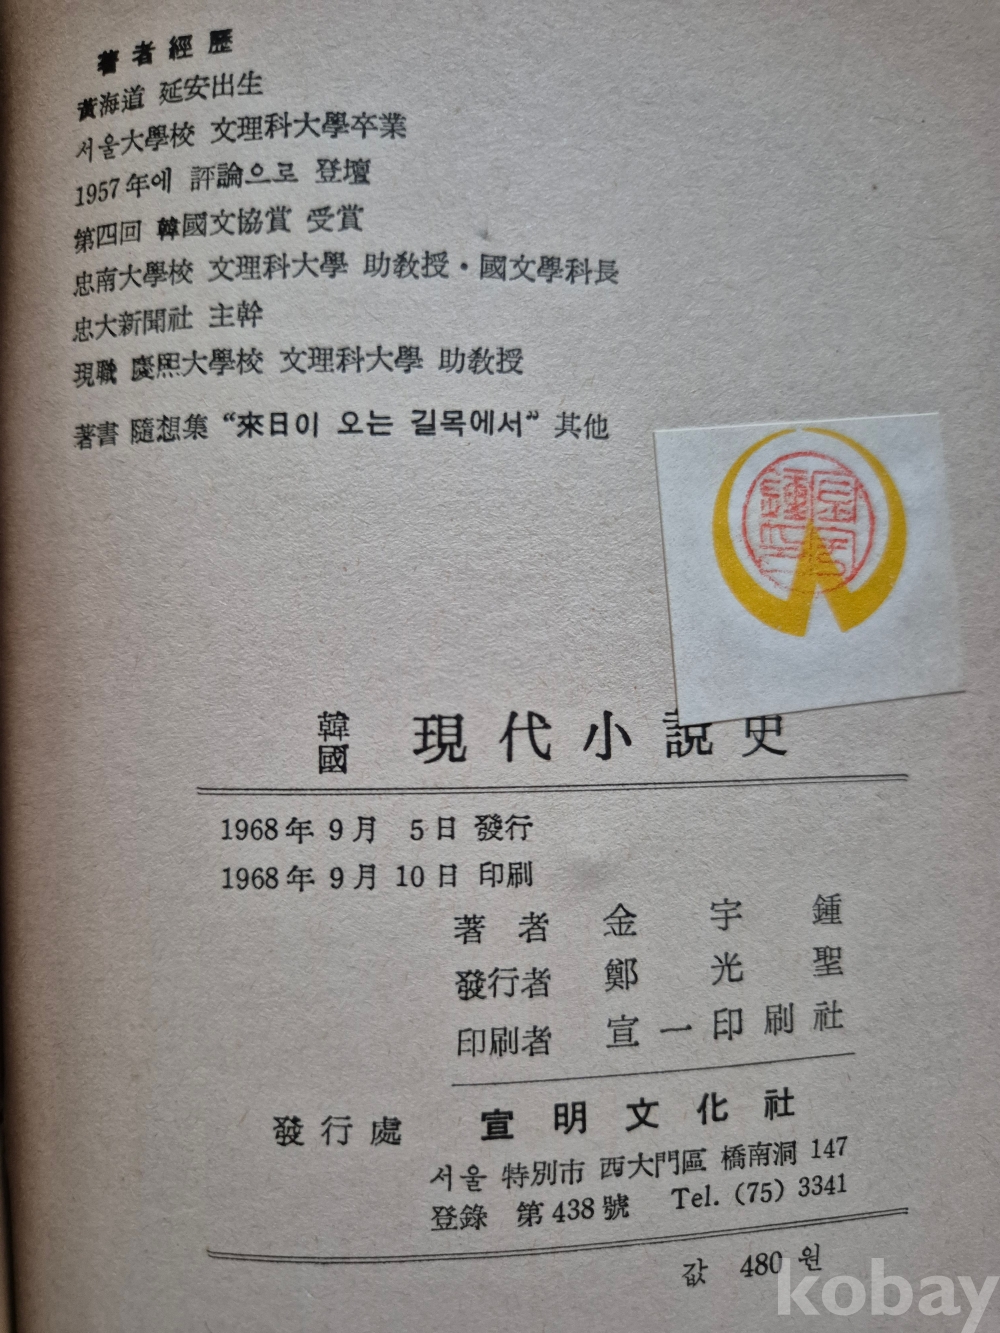 著者經歷
黃海道 延安出生
서울大學校 文理科大學卒業
1957年에 評論으로 登壇
第四回 韓國文協賞 受賞
忠南大學校 文理科大學 助敎授·國文學科長
忠大新聞社 主幹
現職 慶熙大學校 文理科大學 助敎授
著書 隨想集 “來日이 오는 길목에서” 其他
韓國 現代小說史
1968年 9月 5日 發行
1968年 9月 10日 印刷
著者 金宇鍾
發行者 鄭光聖
印刷者 宣一印刷社
發行處 宣明文化社
서울 特別市 西大門區 橋南洞 147
登錄 第438號 Tel. (75) 3341
값 480 원
kobay